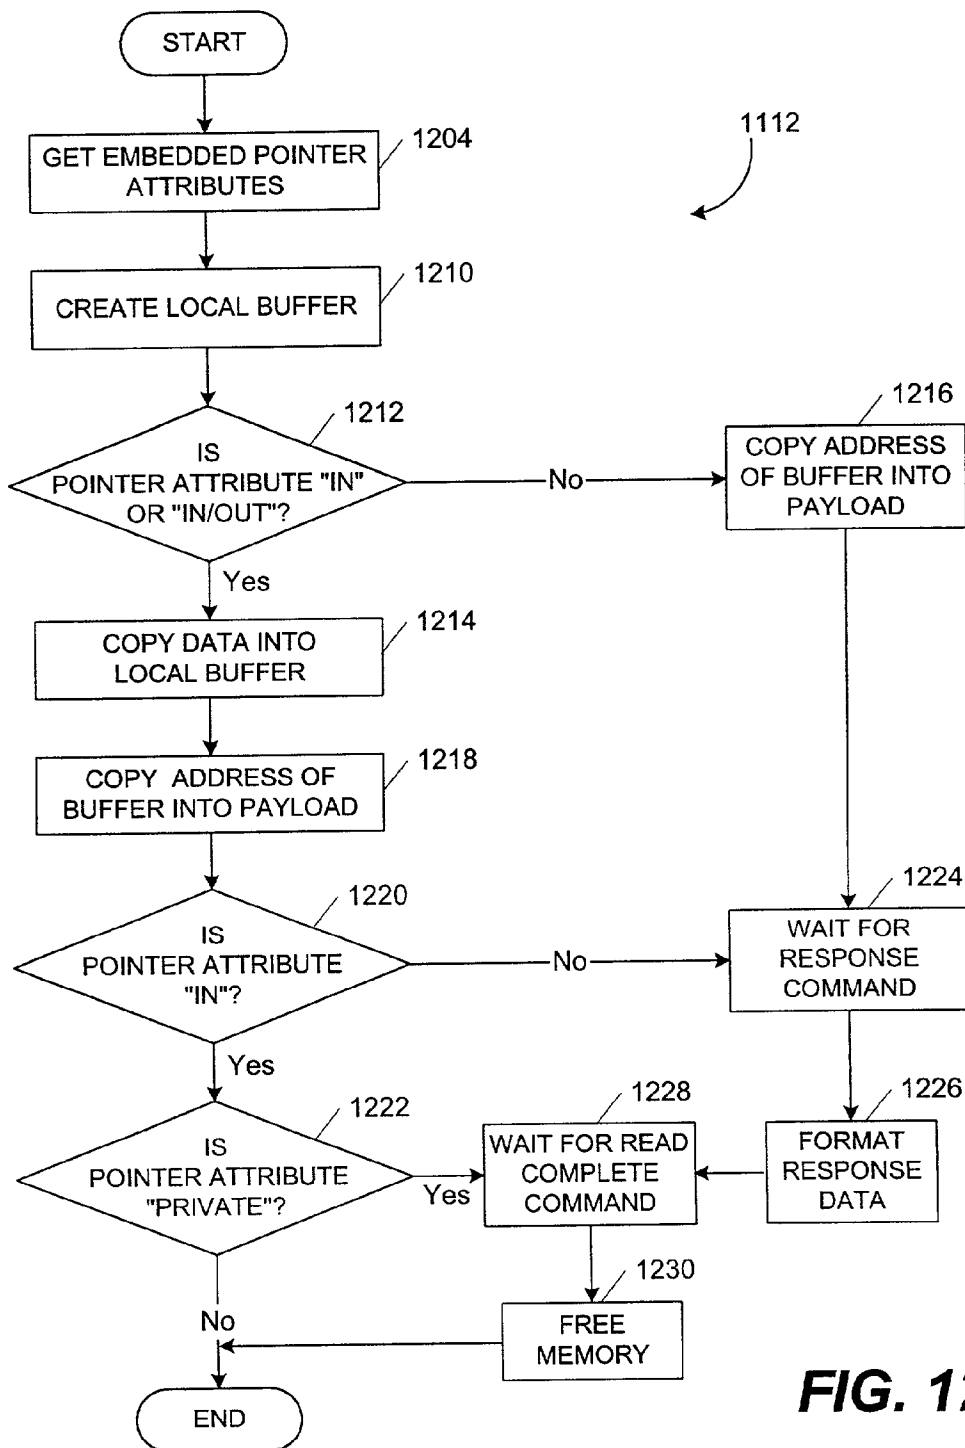 START
1204
GET EMBEDDED POINTER
ATTRIBUTES
1112
1210
CREATE LOCAL BUFFER
1212
IS
POINTER ATTRIBUTE "IN"
OR "IN/OUT"?
No
1216
COPY ADDRESS
OF BUFFER INTO
PAYLOAD
Yes
1214
COPY DATA INTO
LOCAL BUFFER
1218
COPY ADDRESS OF
BUFFER INTO PAYLOAD
1220
IS
POINTER ATTRIBUTE
"IN"?
No
1224
WAIT FOR
RESPONSE
COMMAND
Yes
1222
IS
POINTER ATTRIBUTE
"PRIVATE"?
Yes
1228
WAIT FOR READ
COMPLETE
COMMAND
1226
FORMAT
RESPONSE
DATA
No
1230
FREE
MEMORY
END
FIG. 12